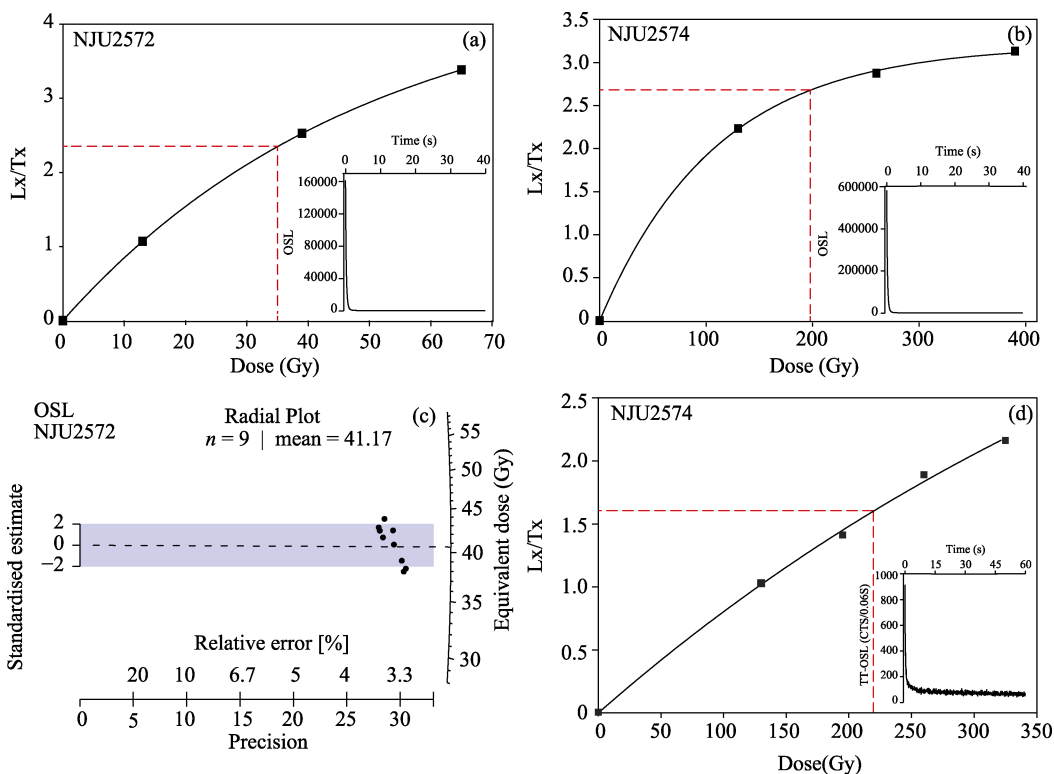 NJU2572
(a)
Lx/Tx
4
3
2
1
0
0 10 20 30 40 50 60 70
Dose (Gy)
Time (s)
0 10 20 30 40
OSL
160000
120000
80000
40000
0
NJU2574
(b)
Lx/Tx
3.5
3.0
2.5
2.0
1.5
1.0
0.5
0.0
0 100 200 300 400
Dose (Gy)
Time (s)
0 10 20 30 40
OSL
600000
400000
200000
0
OSL
NJU2572
(c)
Radial Plot
n = 9 | mean = 41.17
Standardised estimate
2
0
−2
Equivalent dose (Gy)
55
50
45
40
35
30
Relative error [%]
20 10 6.7 5 4 3.3
0 5 10 15 20 25 30
Precision
NJU2574
(d)
Lx/Tx
2.5
2.0
1.5
1.0
0.5
0.0
0 50 100 150 200 250 300 350
Dose(Gy)
Time (s)
0 15 30 45 60
TT-OSL (CTS/0.06S)
1000
800
600
400
200
0